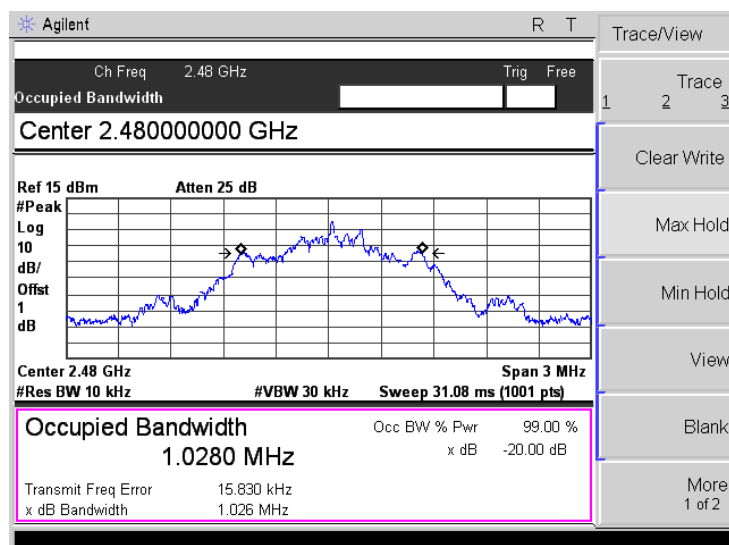 Agilent R T
Ch Freq 2.48 GHz Trig Free
Occupied Bandwidth
Center 2.480000000 GHz
Ref 15 dBm Atten 25 dB
#Peak
Log
10
dB/
Offst
1
dB
Center 2.48 GHz Span 3 MHz
#Res BW 10 kHz #VBW 30 kHz Sweep 31.08 ms (1001 pts)
Occupied Bandwidth Occ BW % Pwr 99.00 %
1.0280 MHz x dB -20.00 dB
Transmit Freq Error 15.830 kHz
x dB Bandwidth 1.026 MHz
Trace/View
Trace
1 2 3
Clear Write
Max Hold
Min Hold
View
Blank
More
1 of 2